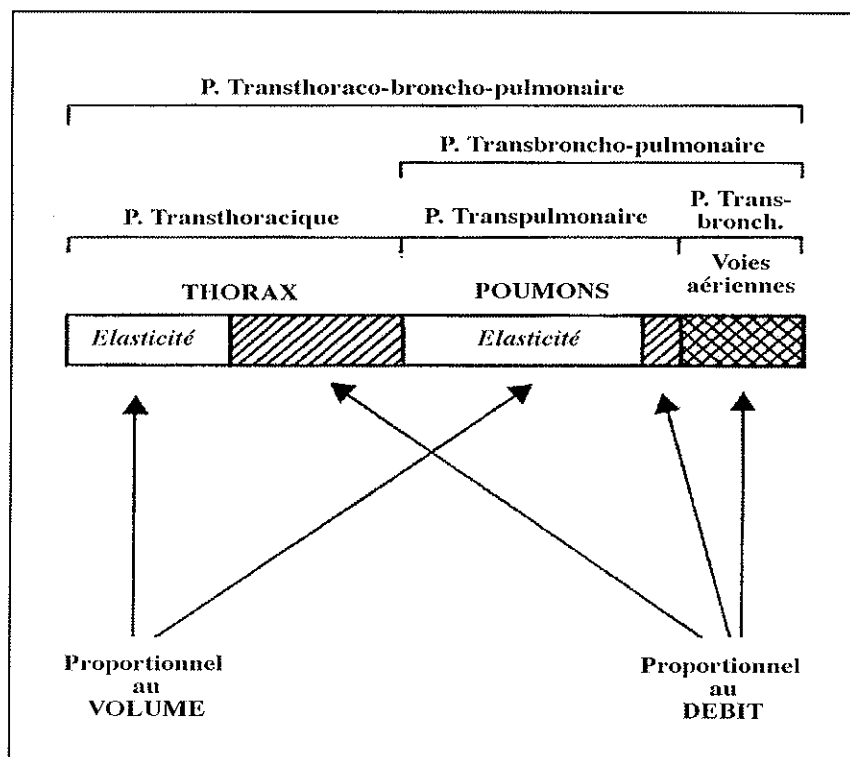 P. Transthoraco-broncho-pulmonaire
P. Transbroncho-pulmonaire
P. Transthoracique
P. Transpulmonaire
P. Trans-
bronch.
THORAX
POUMONS
Voies
aériennes
Elasticité
Elasticité
Proportionnel
au
VOLUME
Proportionnel
au
DEBIT